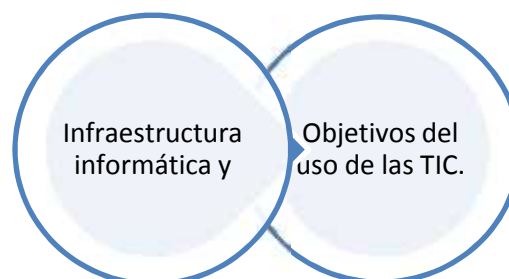 Infraestructura
informática y
Objetivos del
uso de las TIC.